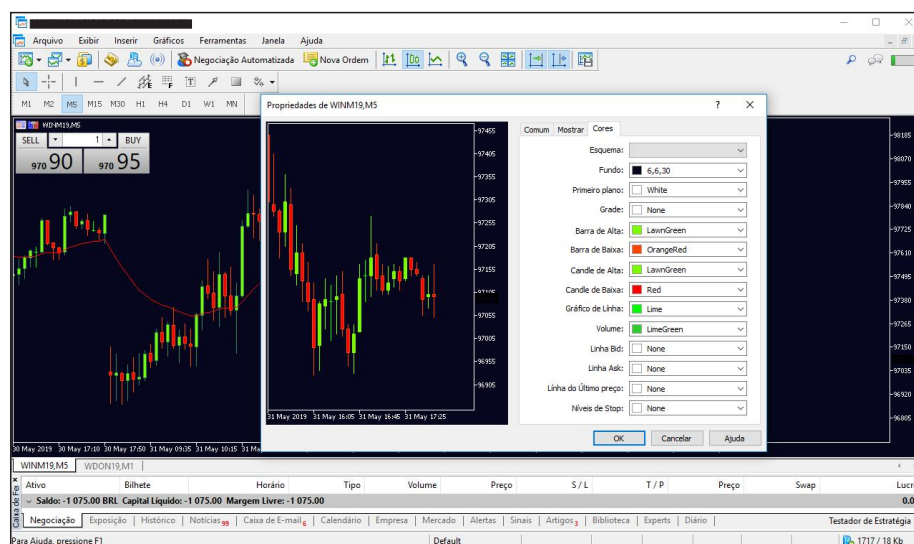 Arquivo Exibir Inserir Gráficos Ferramentas Janela Ajuda
Negociação Automatizada Nova Ordem
M1 M2 M5 M15 M30 H1 H4 D1 W1 MN
WINM19,M5
SELL 1 BUY
970 90 970 95
98185
98070
97955
97840
97725
97610
97495
97380
97150
97035
96920
96805
30 May 2019 30 May 17:10 30 May 17:50 31 May 09:35 31 May 10:15 31 Ma
Propriedades de WINM19,M5 ? X
97455
97405
97355
97305
97255
97205
97155
97105
97055
97005
96955
96905
31 May 2019 31 May 16:05 31 May 16:45 31 May 17:25
Comum Mostrar Cores
Esquema:
Fundo: 6,6,30
Primeiro plano: White
Grade: None
Barra de Alta: LawnGreen
Barra de Baixa: OrangeRed
Candle de Alta: LawnGreen
Candle de Baixa: Red
Gráfico de Linha: Lime
Volume: LimeGreen
Linha Bid: None
Linha Ask: None
Linha do Último preço: None
Níveis de Stop: None
OK Cancelar Ajuda
WINM19,M5 WDON19,M1
Ativo Bilhete Horário Tipo Volume Preço S / L T / P Preço Swap Lucr
Saldo: -1 075.00 BRL Capital Líquido: -1 075.00 Margem Livre: -1 075.00 0.0
Caixa de Fer
Negociação Exposição Histórico Notícias 99 Caixa de E-mail 6 Calendário Empresa Mercado Alertas Sinais Artigos 3 Biblioteca Experts Diário Testador de Estratégia
Para Ajuda, pressione F1 Default 1717 / 18 Kb